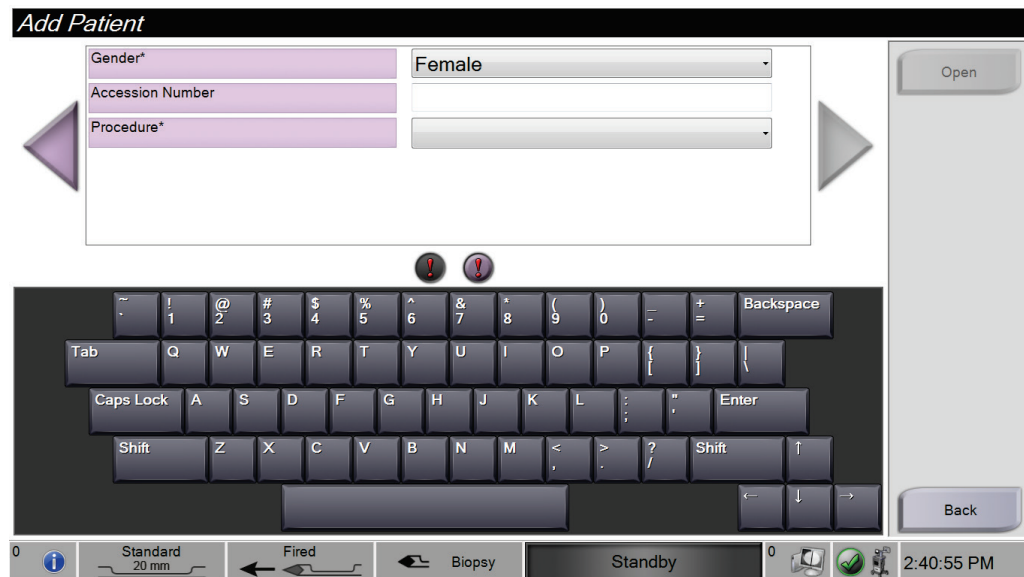 Add Patient
Gender*
Female
Open
Accession Number
Procedure*
! !
~ ! @ # $ % ^ & * ( ) _ + Backspace
` 1 2 3 4 5 6 7 8 9 0 - =
Tab Q W E R T Y U I O P { } |
[ ] \
Caps Lock A S D F G H J K L : " Enter
; '
Shift Z X C V B N M < > ? Shift ↑
, . /
← ↓ →
Back
0 i Standard Fired Biopsy Standby 0 2:40:55 PM
20 mm